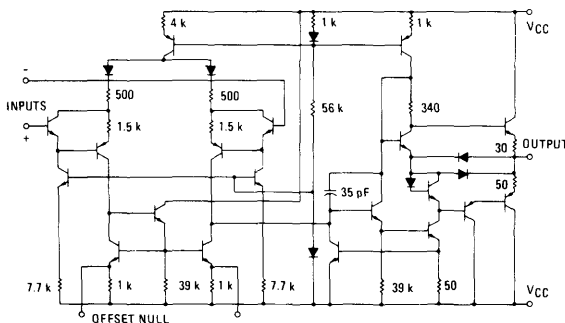 4 k
1 k
1 k
VCC
−
500
500
340
INPUTS
1.5 k
1.5 k
56 k
30
OUTPUT
+
50
35 pF
7.7 k
1 k
39 k
1 k
7.7 k
39 k
50
VCC
OFFSET NULL